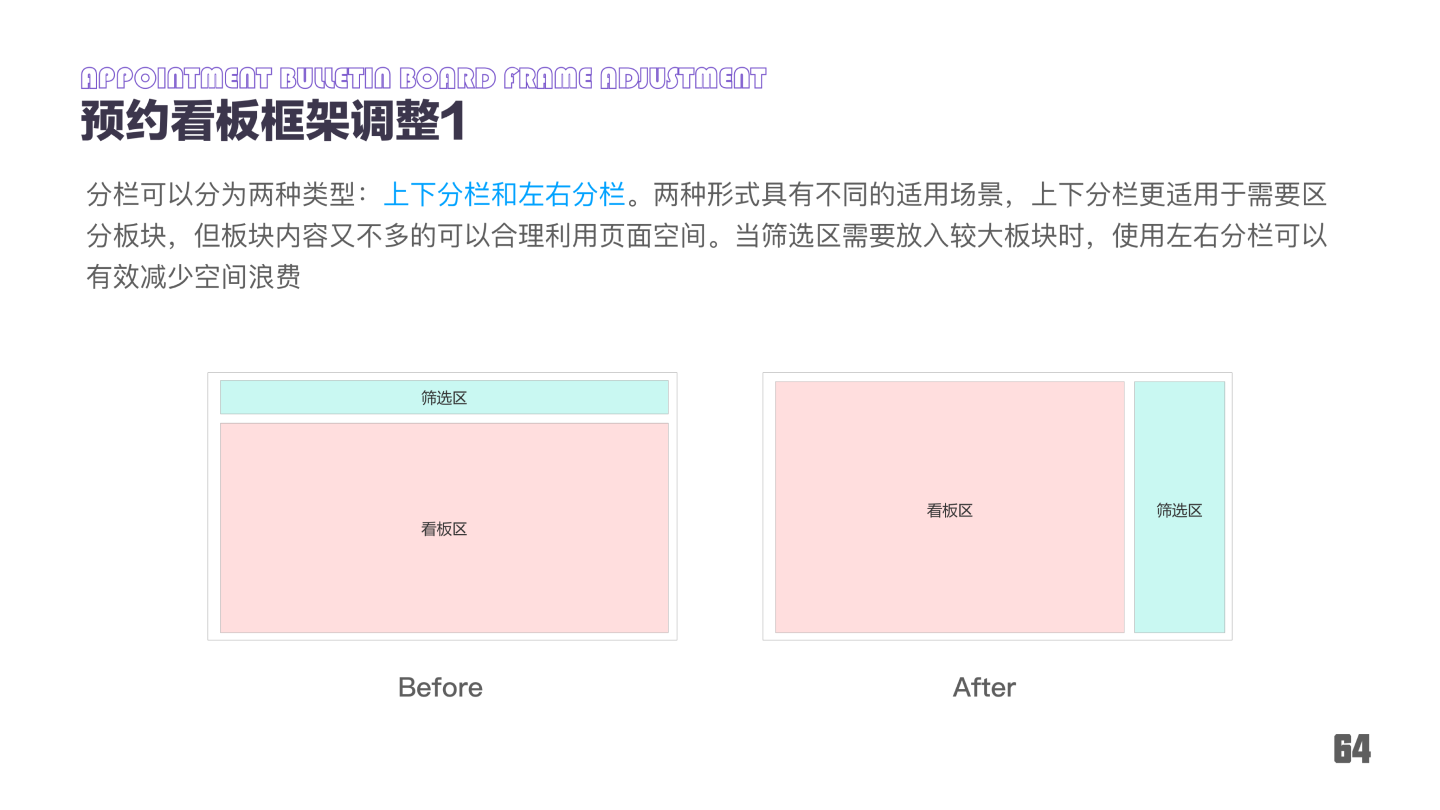 APPOINTMENT BULLETIN BOARD FRAME ADJUSTMENT
预约看板框架调整1
分栏可以分为两种类型：上下分栏和左右分栏。两种形式具有不同的适用场景，上下分栏更适用于需要区
分板块，但板块内容又不多的可以合理利用页面空间。当筛选区需要放入较大板块时，使用左右分栏可以
有效减少空间浪费
筛选区
看板区
Before
看板区
筛选区
After
64